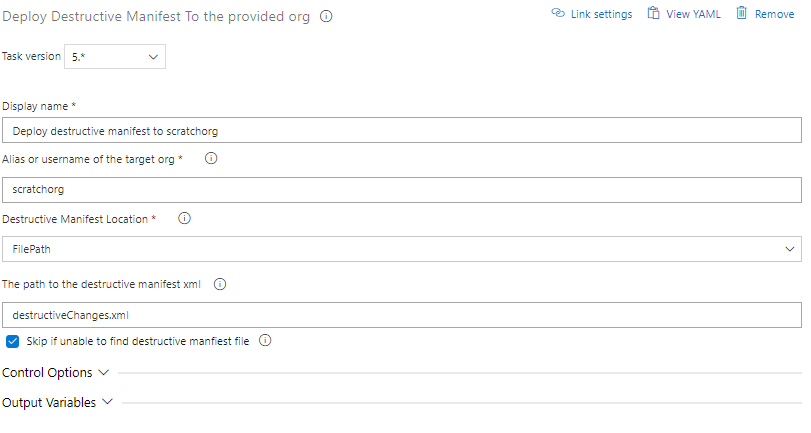 Deploy Destructive Manifest To the provided org
Link settings
View YAML
Remove
Task version 5.*
Display name *
Deploy destructive manifest to scratchorg
Alias or username of the target org *
scratchorg
Destructive Manifest Location *
FilePath
The path to the destructive manifest xml
destructiveChanges.xml
Skip if unable to find destructive manfiest file
Control Options
Output Variables